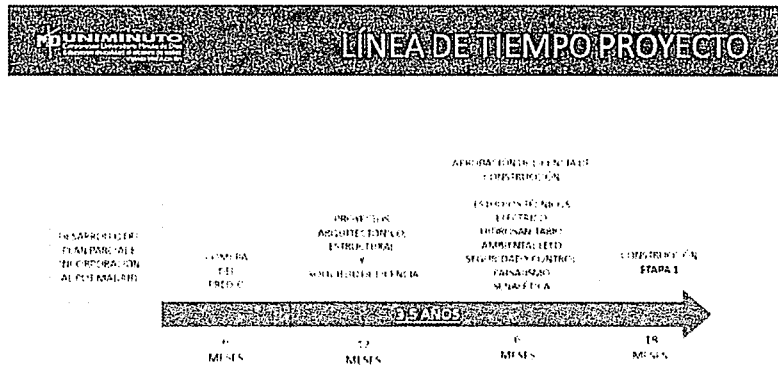 UNIMINUTO
LÍNEA DE TIEMPO PROYECTO
DESARROLLO DEL
PLAN PARCIAL E
INCORPORACIÓN
AL POT MADRID
COMPRA
DEL
PREDIO
PROYECTOS
ARQUITECTÓNICO,
ESTRUCTURAL
Y
SOLICITUD DE LICENCIA
APROBACIÓN DE LICENCIA DE
CONSTRUCCIÓN
ESTUDIOS TÉCNICOS
ELÉCTRICO
HIDROSANITARIO
AMBIENTAL LEED
SEGURIDAD Y CONTROL
PAISAJISMO
SEÑALÉTICA
CONSTRUCCIÓN
ETAPA 1
3.5 AÑOS
6
MESES
12
MESES
6
MESES
18
MESES